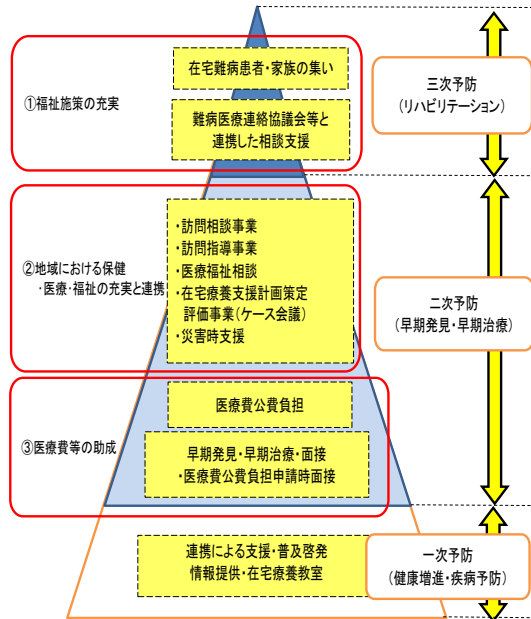 ①福祉施策の充実
在宅難病患者・家族の集い
難病医療連絡協議会等と
連携した相談支援
三次予防
(リハビリテーション)
②地域における保健
・医療・福祉の充実と連携
・訪問相談事業
・訪問指導事業
・医療福祉相談
・在宅療養支援計画策定
評価事業(ケース会議)
・災害時支援
二次予防
(早期発見・早期治療)
③医療費等の助成
医療費公費負担
早期発見・早期治療・面接
・医療費公費負担申請時面接
連携による支援・普及啓発
情報提供・在宅療養教室
一次予防
(健康増進・疾病予防)